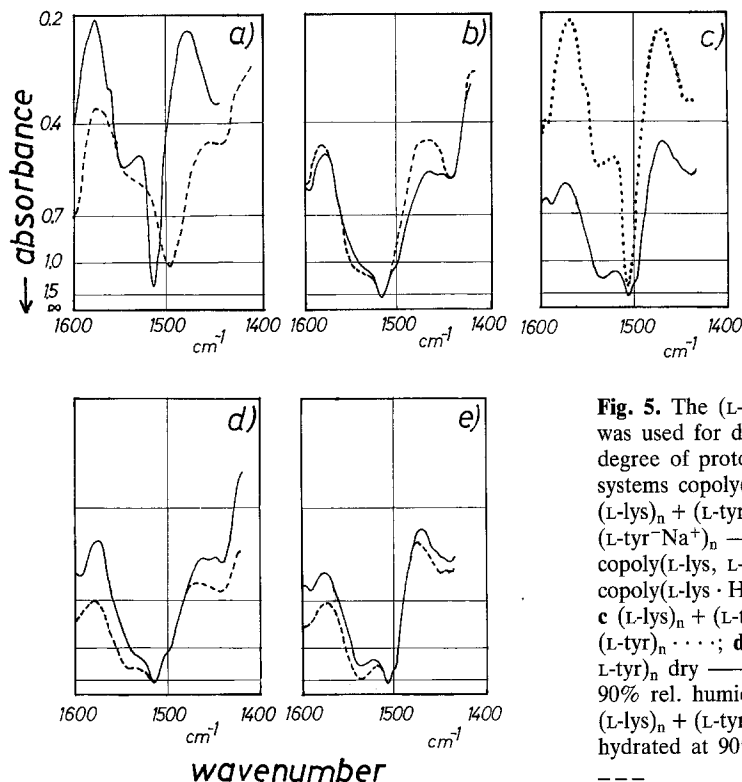 a)
b)
c)
0,2
0,4
0,7
1,0
1,5
∞
← absorbance
1600 1500 1400
cm⁻¹
1600 1500 1400
cm⁻¹
1600 1500 1400
cm⁻¹
d)
e)
1600 1500 1400
cm⁻¹
1600 1500 1400
cm⁻¹
wavenumber
Fig. 5. The (L-
was used for d
degree of proto
systems copoly(
(L-lys)n + (L-tyr
(L-tyr⁻Na⁺)n —
copoly(L-lys, L-
copoly(L-lys · H
c (L-lys)n + (L-t
(L-tyr)n ····; d
L-tyr)n dry —
90% rel. humic
(L-lys)n + (L-tyr
hydrated at 90
---